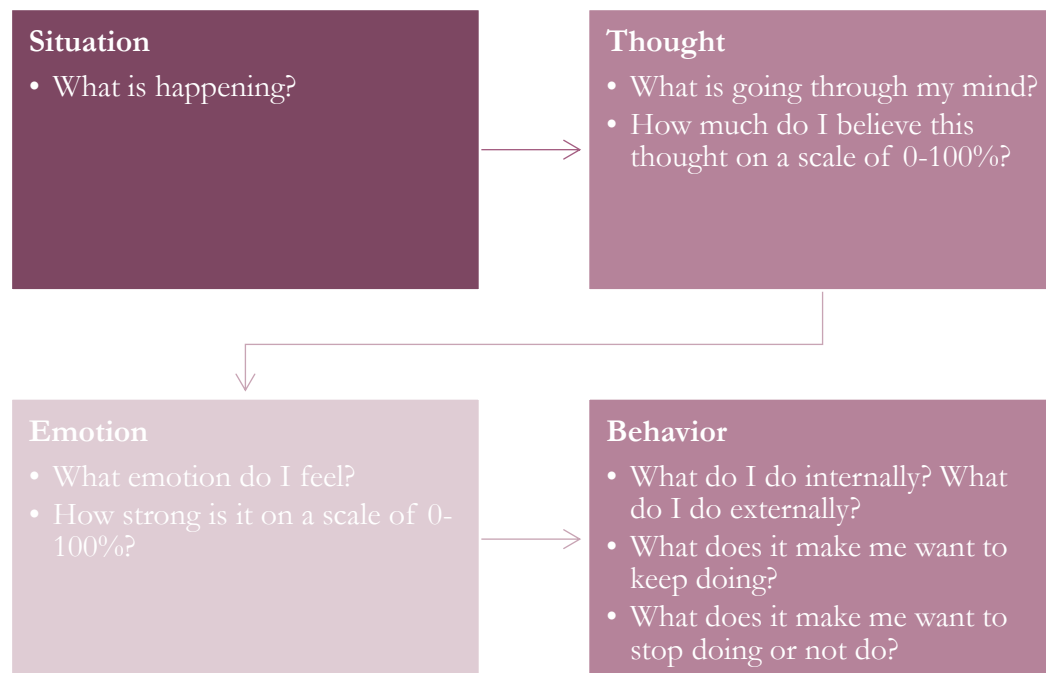 Situation
• What is happening?
Thought
• What is going through my mind?
• How much do I believe this
thought on a scale of 0-100%?
Emotion
• What emotion do I feel?
• How strong is it on a scale of 0-
100%?
Behavior
• What do I do internally? What
do I do externally?
• What does it make me want to
keep doing?
• What does it make me want to
stop doing or not do?